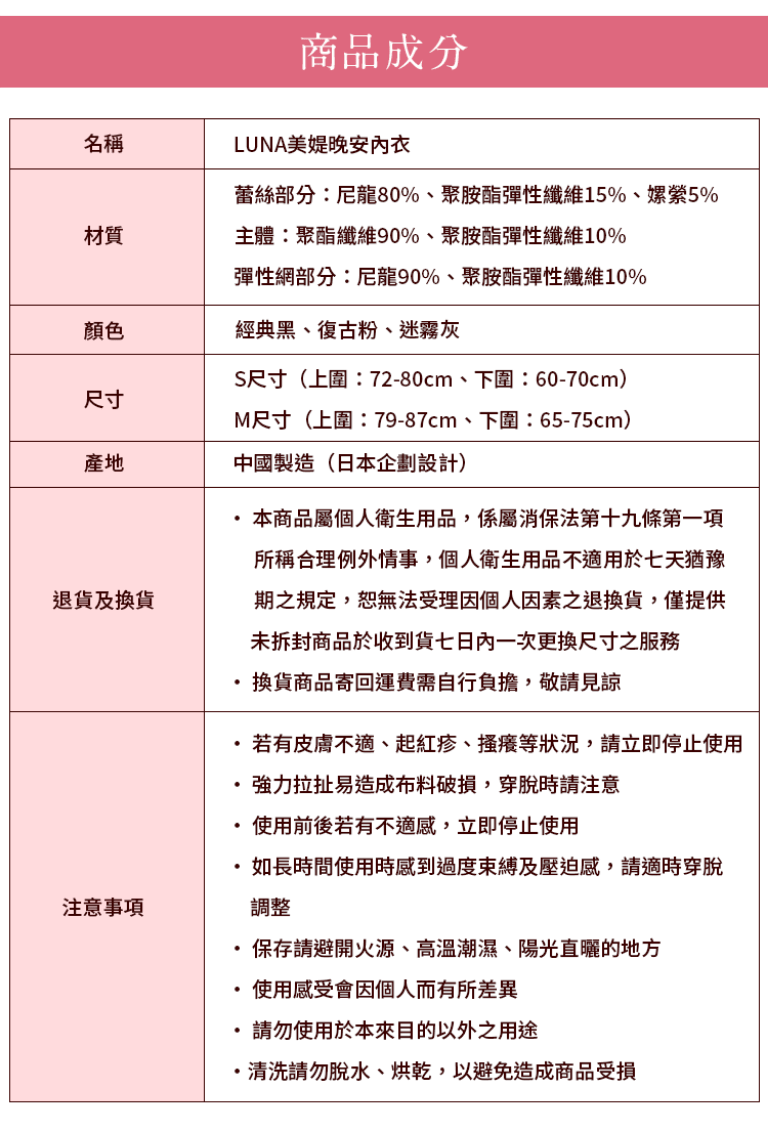 商品成分
名稱
LUNA美媞晚安內衣
材質
蕾絲部分：尼龍80%、聚胺酯彈性纖維15%、嫘縈5%
主體：聚酯纖維90%、聚胺酯彈性纖維10%
彈性網部分：尼龍90%、聚胺酯彈性纖維10%
顏色
經典黑、復古粉、迷霧灰
尺寸
S尺寸（上圍：72-80cm、下圍：60-70cm）
M尺寸（上圍：79-87cm、下圍：65-75cm）
產地
中國製造（日本企劃設計）
退貨及換貨
• 本商品屬個人衛生用品，係屬消保法第十九條第一項
所稱合理例外情事，個人衛生用品不適用於七天猶豫
期之規定，恕無法受理因個人因素之退換貨，僅提供
未拆封商品於收到貨七日內一次更換尺寸之服務
• 換貨商品寄回運費需自行負擔，敬請見諒
注意事項
• 若有皮膚不適、起紅疹、搔癢等狀況，請立即停止使用
• 強力拉扯易造成布料破損，穿脫時請注意
• 使用前後若有不適感，立即停止使用
• 如長時間使用時感到過度束縛及壓迫感，請適時穿脫
調整
• 保存請避開火源、高溫潮濕、陽光直曬的地方
• 使用感受會因個人而有所差異
• 請勿使用於本來目的以外之用途
•清洗請勿脫水、烘乾，以避免造成商品受損